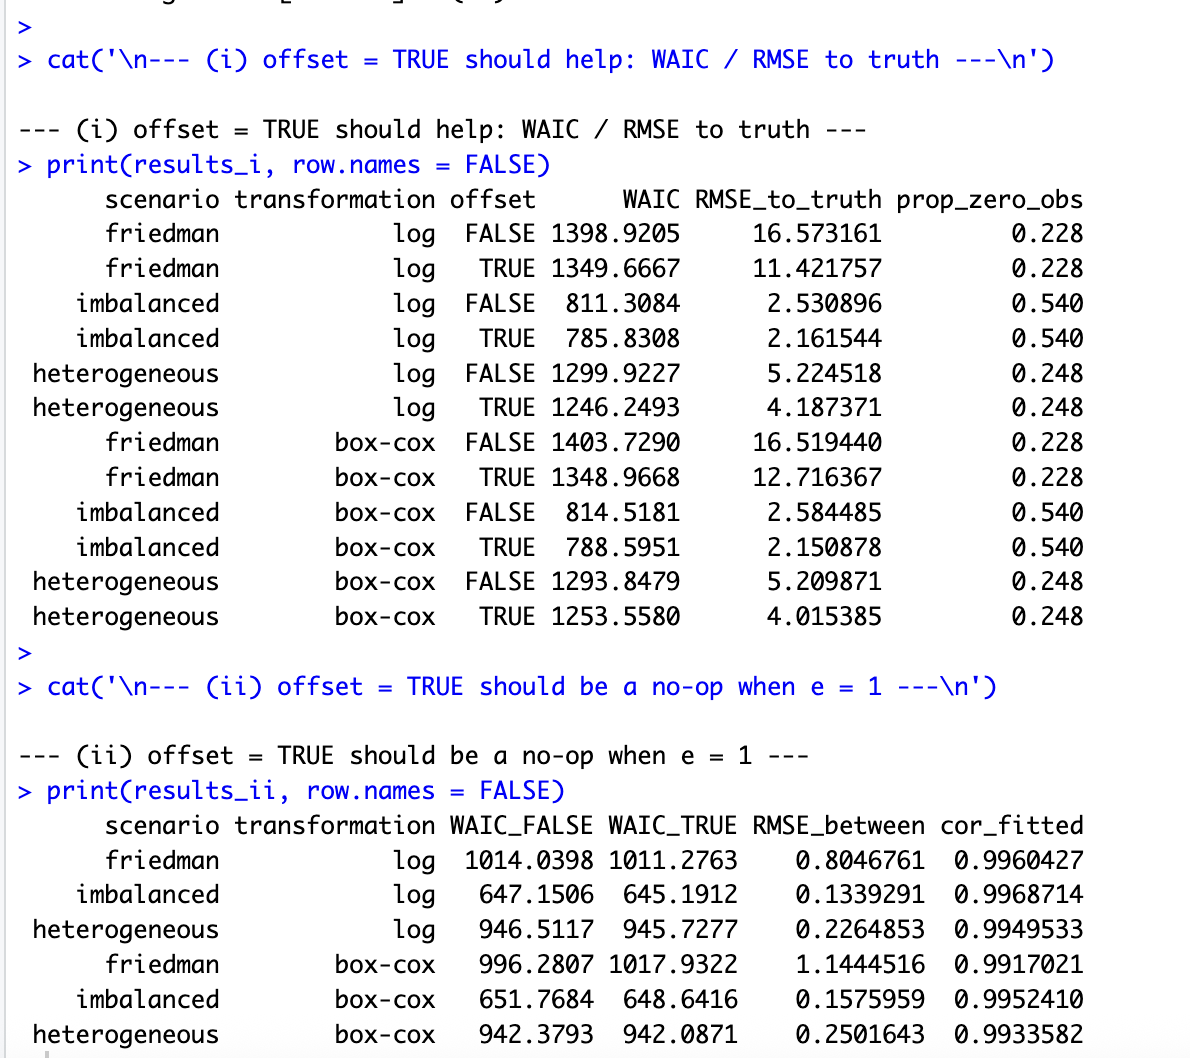 >
> cat('\n--- (i) offset = TRUE should help: WAIC / RMSE to truth ---\n')

--- (i) offset = TRUE should help: WAIC / RMSE to truth ---
> print(results_i, row.names = FALSE)
      scenario transformation offset      WAIC RMSE_to_truth prop_zero_obs
      friedman            log  FALSE 1398.9205     16.573161         0.228
      friedman            log   TRUE 1349.6667     11.421757         0.228
    imbalanced            log  FALSE  811.3084      2.530896         0.540
    imbalanced            log   TRUE  785.8308      2.161544         0.540
 heterogeneous            log  FALSE 1299.9227      5.224518         0.248
 heterogeneous            log   TRUE 1246.2493      4.187371         0.248
      friedman        box-cox  FALSE 1403.7290     16.519440         0.228
      friedman        box-cox   TRUE 1348.9668     12.716367         0.228
    imbalanced        box-cox  FALSE  814.5181      2.584485         0.540
    imbalanced        box-cox   TRUE  788.5951      2.150878         0.540
 heterogeneous        box-cox  FALSE 1293.8479      5.209871         0.248
 heterogeneous        box-cox   TRUE 1253.5580      4.015385         0.248
>
> cat('\n--- (ii) offset = TRUE should be a no-op when e = 1 ---\n')

--- (ii) offset = TRUE should be a no-op when e = 1 ---
> print(results_ii, row.names = FALSE)
      scenario transformation WAIC_FALSE WAIC_TRUE RMSE_between cor_fitted
      friedman            log  1014.0398 1011.2763    0.8046761  0.9960427
    imbalanced            log   647.1506  645.1912    0.1339291  0.9968714
 heterogeneous            log   946.5117  945.7277    0.2264853  0.9949533
      friedman        box-cox   996.2807 1017.9322    1.1444516  0.9917021
    imbalanced        box-cox   651.7684  648.6416    0.1575959  0.9952410
 heterogeneous        box-cox   942.3793  942.0871    0.2501643  0.9933582